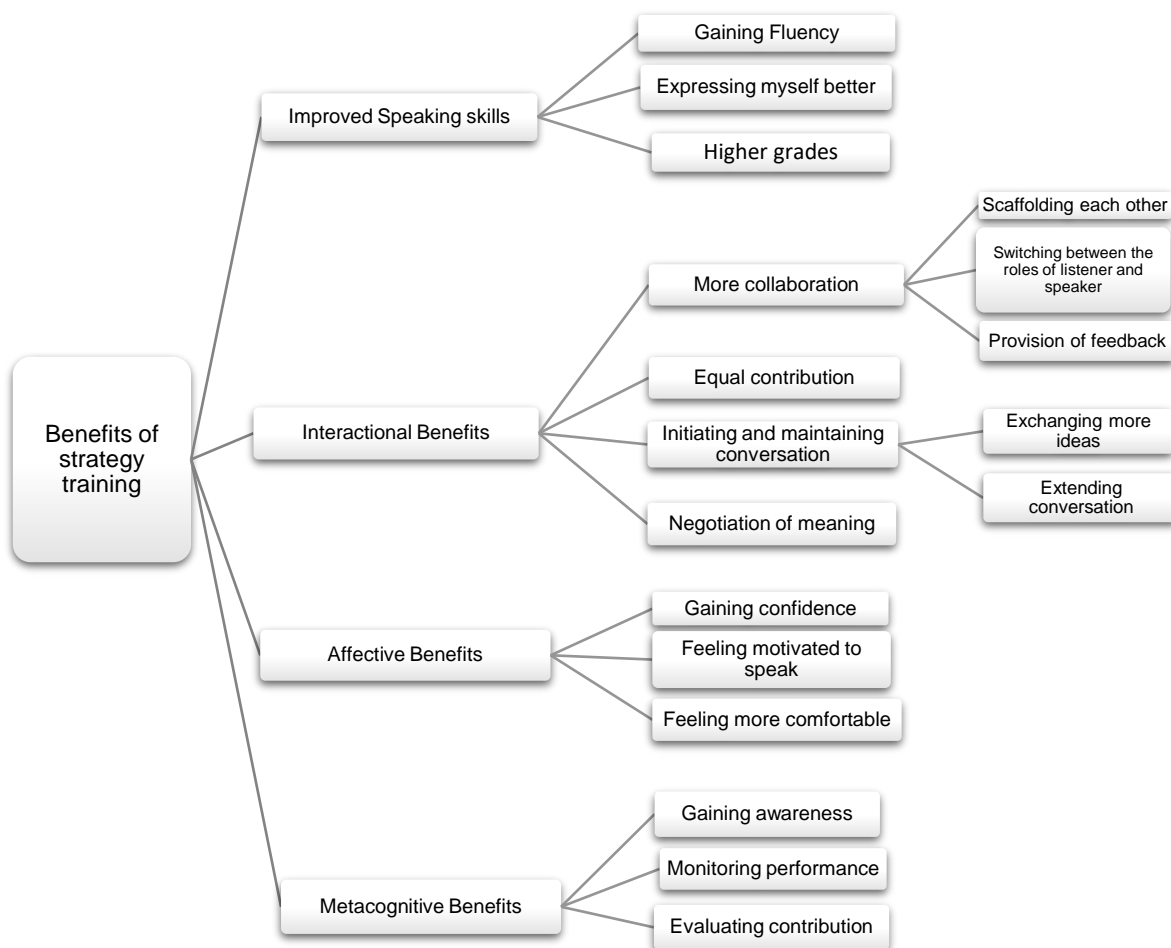 Benefits of
strategy
training
Improved Speaking skills
Gaining Fluency
Expressing myself better
Higher grades
Interactional Benefits
More collaboration
Scaffolding each other
Switching between the
roles of listener and
speaker
Provision of feedback
Equal contribution
Initiating and maintaining
conversation
Exchanging more
ideas
Extending
conversation
Negotiation of meaning
Affective Benefits
Gaining confidence
Feeling motivated to
speak
Feeling more comfortable
Metacognitive Benefits
Gaining awareness
Monitoring performance
Evaluating contribution